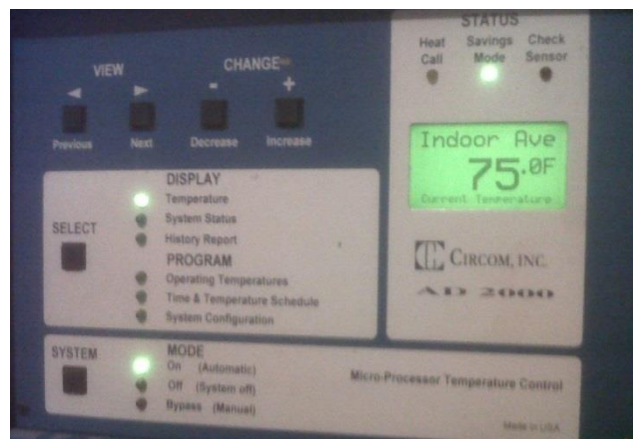 VIEW
CHANGE
- +
Previous Next Decrease Increase
STATUS
Heat Call
Savings Mode
Check Sensor
Indoor Ave
75.0F
Current Temperature
CIRCOM, INC.
AD 2000
SELECT
DISPLAY
Temperature
System Status
History Report
PROGRAM
Operating Temperatures
Time & Temperature Schedule
System Configuration
SYSTEM
MODE
On (Automatic)
Off (System off)
Bypass (Manual)
Micro-Processor Temperature Control
Made in USA